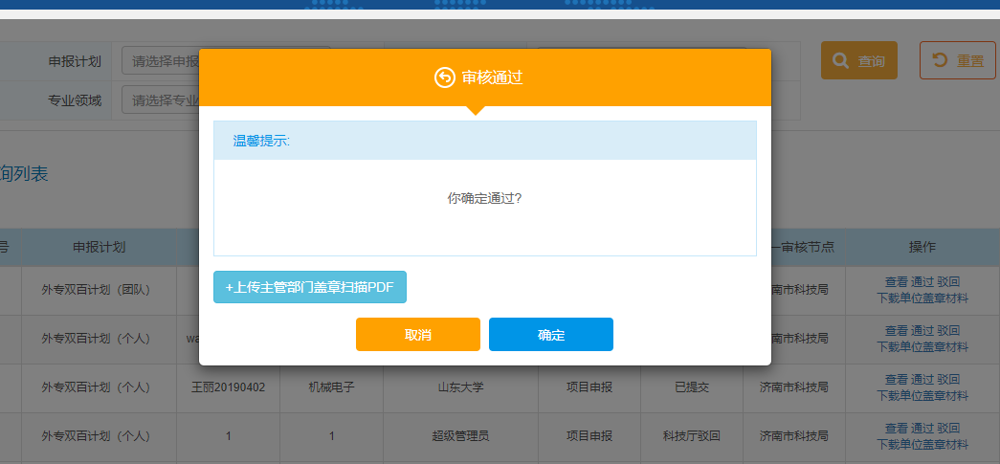 申报计划
请选择申报
查询
重置
专业领域
请选择专业
审核通过
温馨提示:
你确定通过?
+上传主管部门盖章扫描PDF
取消
确定
询列表
号 申报计划 一审核节点 操作
外专双百计划（团队） 南市科技局 查看 通过 驳回
下载单位盖章材料
外专双百计划（个人） wa 南市科技局 查看 通过 驳回
下载单位盖章材料
外专双百计划（个人） 王丽20190402 机械电子 山东大学 项目申报 已提交 济南市科技局 查看 通过 驳回
下载单位盖章材料
外专双百计划（个人） 1 1 超级管理员 项目申报 科技厅驳回 济南市科技局 查看 通过 驳回
下载单位盖章材料